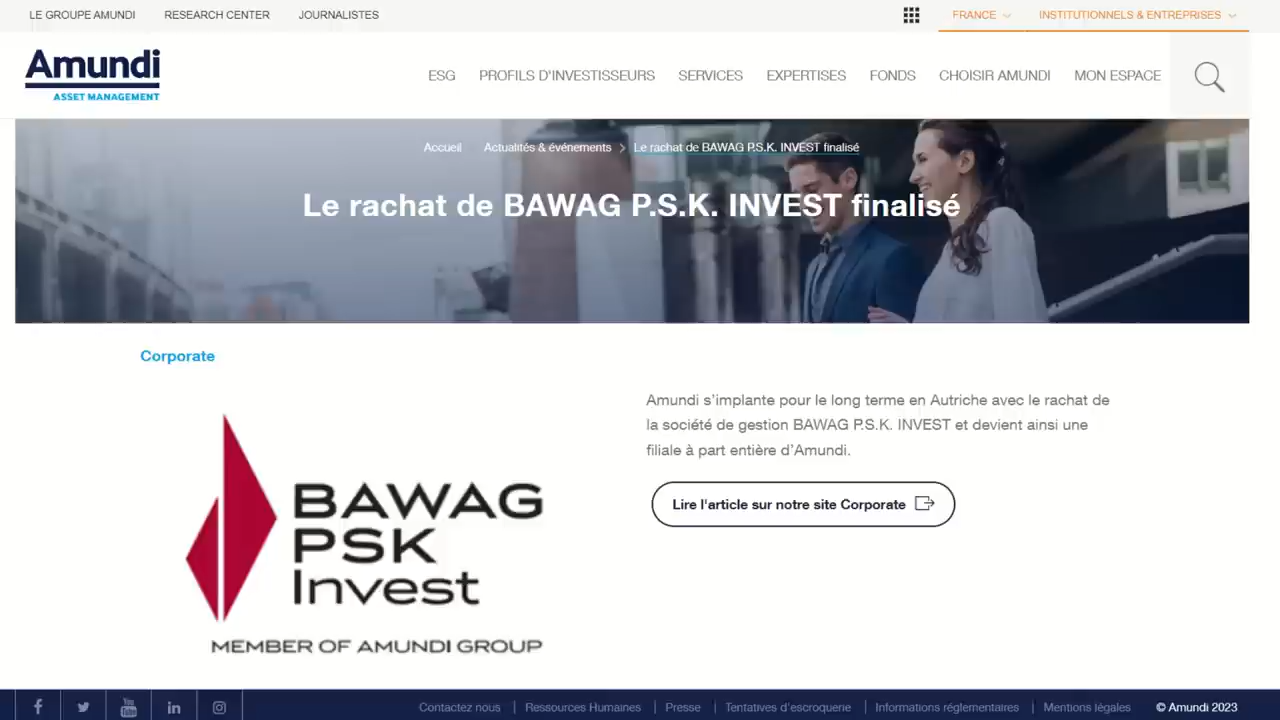 LE GROUPE AMUNDI RESEARCH CENTER JOURNALISTES FRANCE INSTITUTIONNELS & ENTREPRISES
Amundi
ASSET MANAGEMENT
ESG PROFILS D'INVESTISSEURS SERVICES EXPERTISES FONDS CHOISIR AMUNDI MON ESPACE
Accueil Actualités & événements > Le rachat de BAWAG P.S.K. INVEST finalisé
Le rachat de BAWAG P.S.K. INVEST finalisé
Corporate
BAWAG
PSK
Invest
MEMBER OF AMUNDI GROUP
Amundi s’implante pour le long terme en Autriche avec le rachat de
la société de gestion BAWAG P.S.K. INVEST et devient ainsi une
filiale à part entière d’Amundi.
Lire l'article sur notre site Corporate
Contactez nous | Ressources Humaines | Presse | Tentatives d'escroquerie | Informations réglementaires | Mentions légales © Amundi 2023